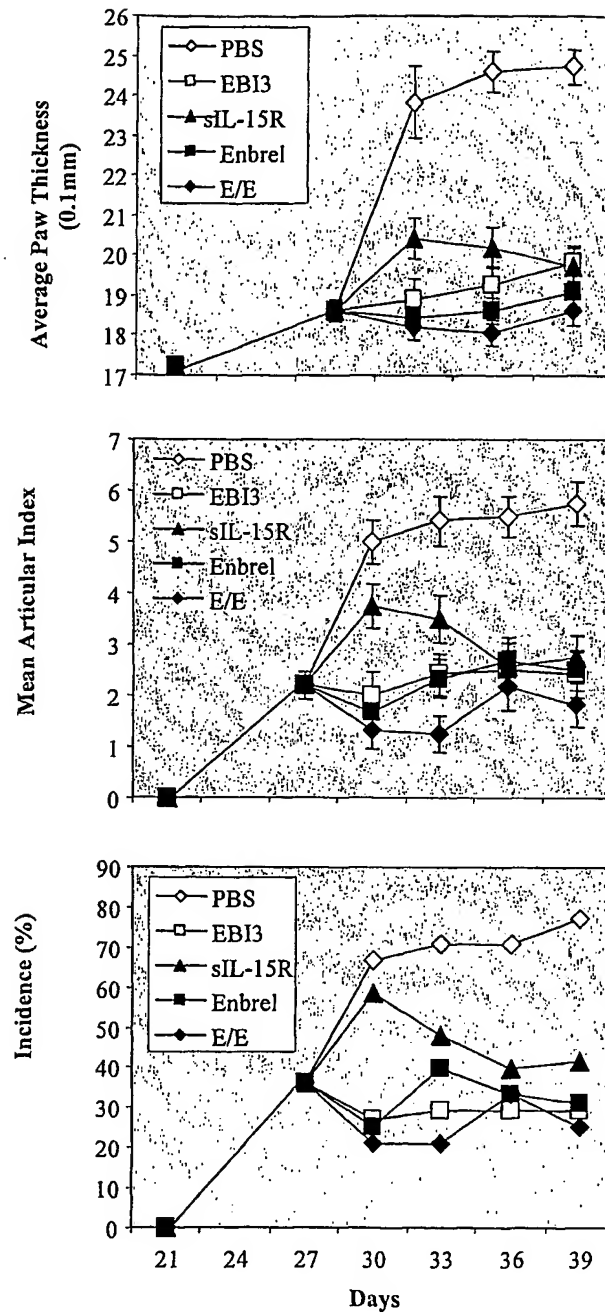 26
25
24
23
22
21
20
19
18
17
Average Paw Thickness
(0.1mm)
PBS
EBI3
sIL-15R
Enbrel
E/E
7
6
5
4
3
2
1
0
Mean Articular Index
PBS
EBI3
sIL-15R
Enbrel
E/E
90
80
70
60
50
40
30
20
10
0
Incidence (%)
PBS
EBI3
sIL-15R
Enbrel
E/E
21 24 27 30 33 36 39
Days